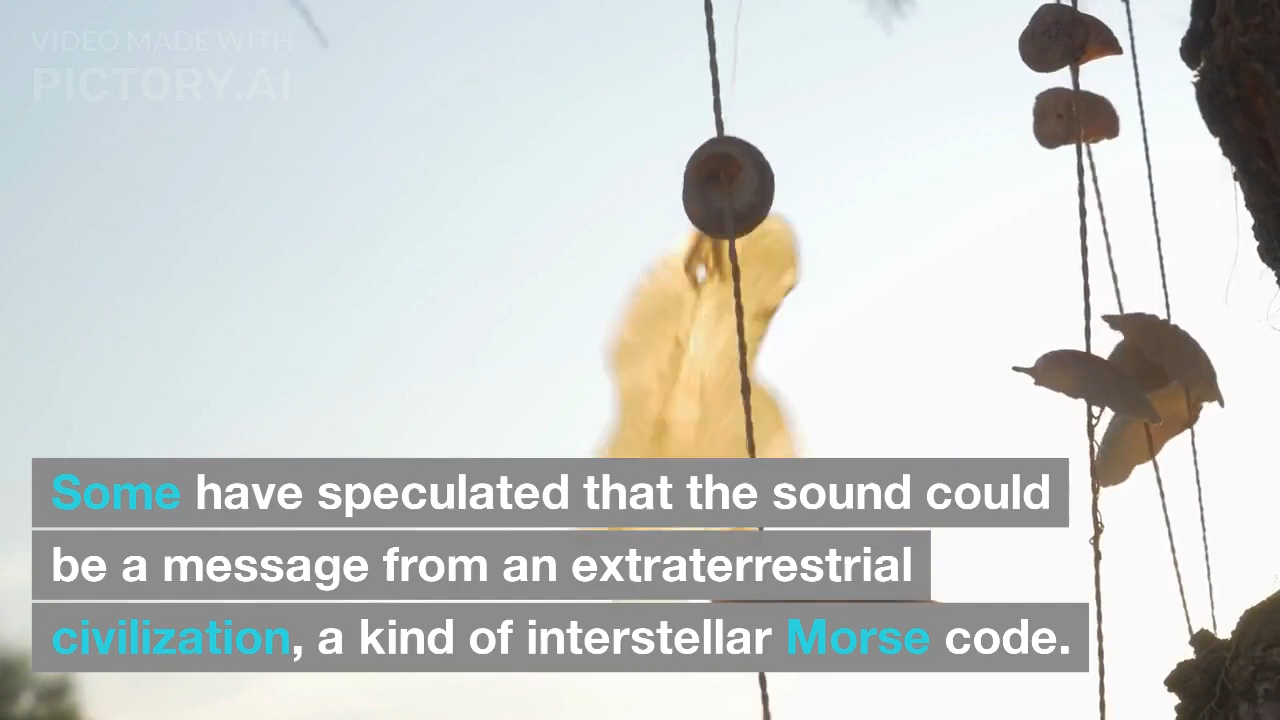 VIDEO MADE WITH
PICTORY.AI
Some have speculated that the sound could
be a message from an extraterrestrial
civilization, a kind of interstellar Morse code.